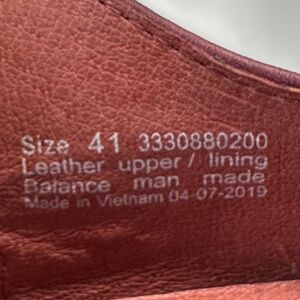 Size 41 3330880200
Leather upper / lining
Balance man made
Made in Vietnam 04-07-2019